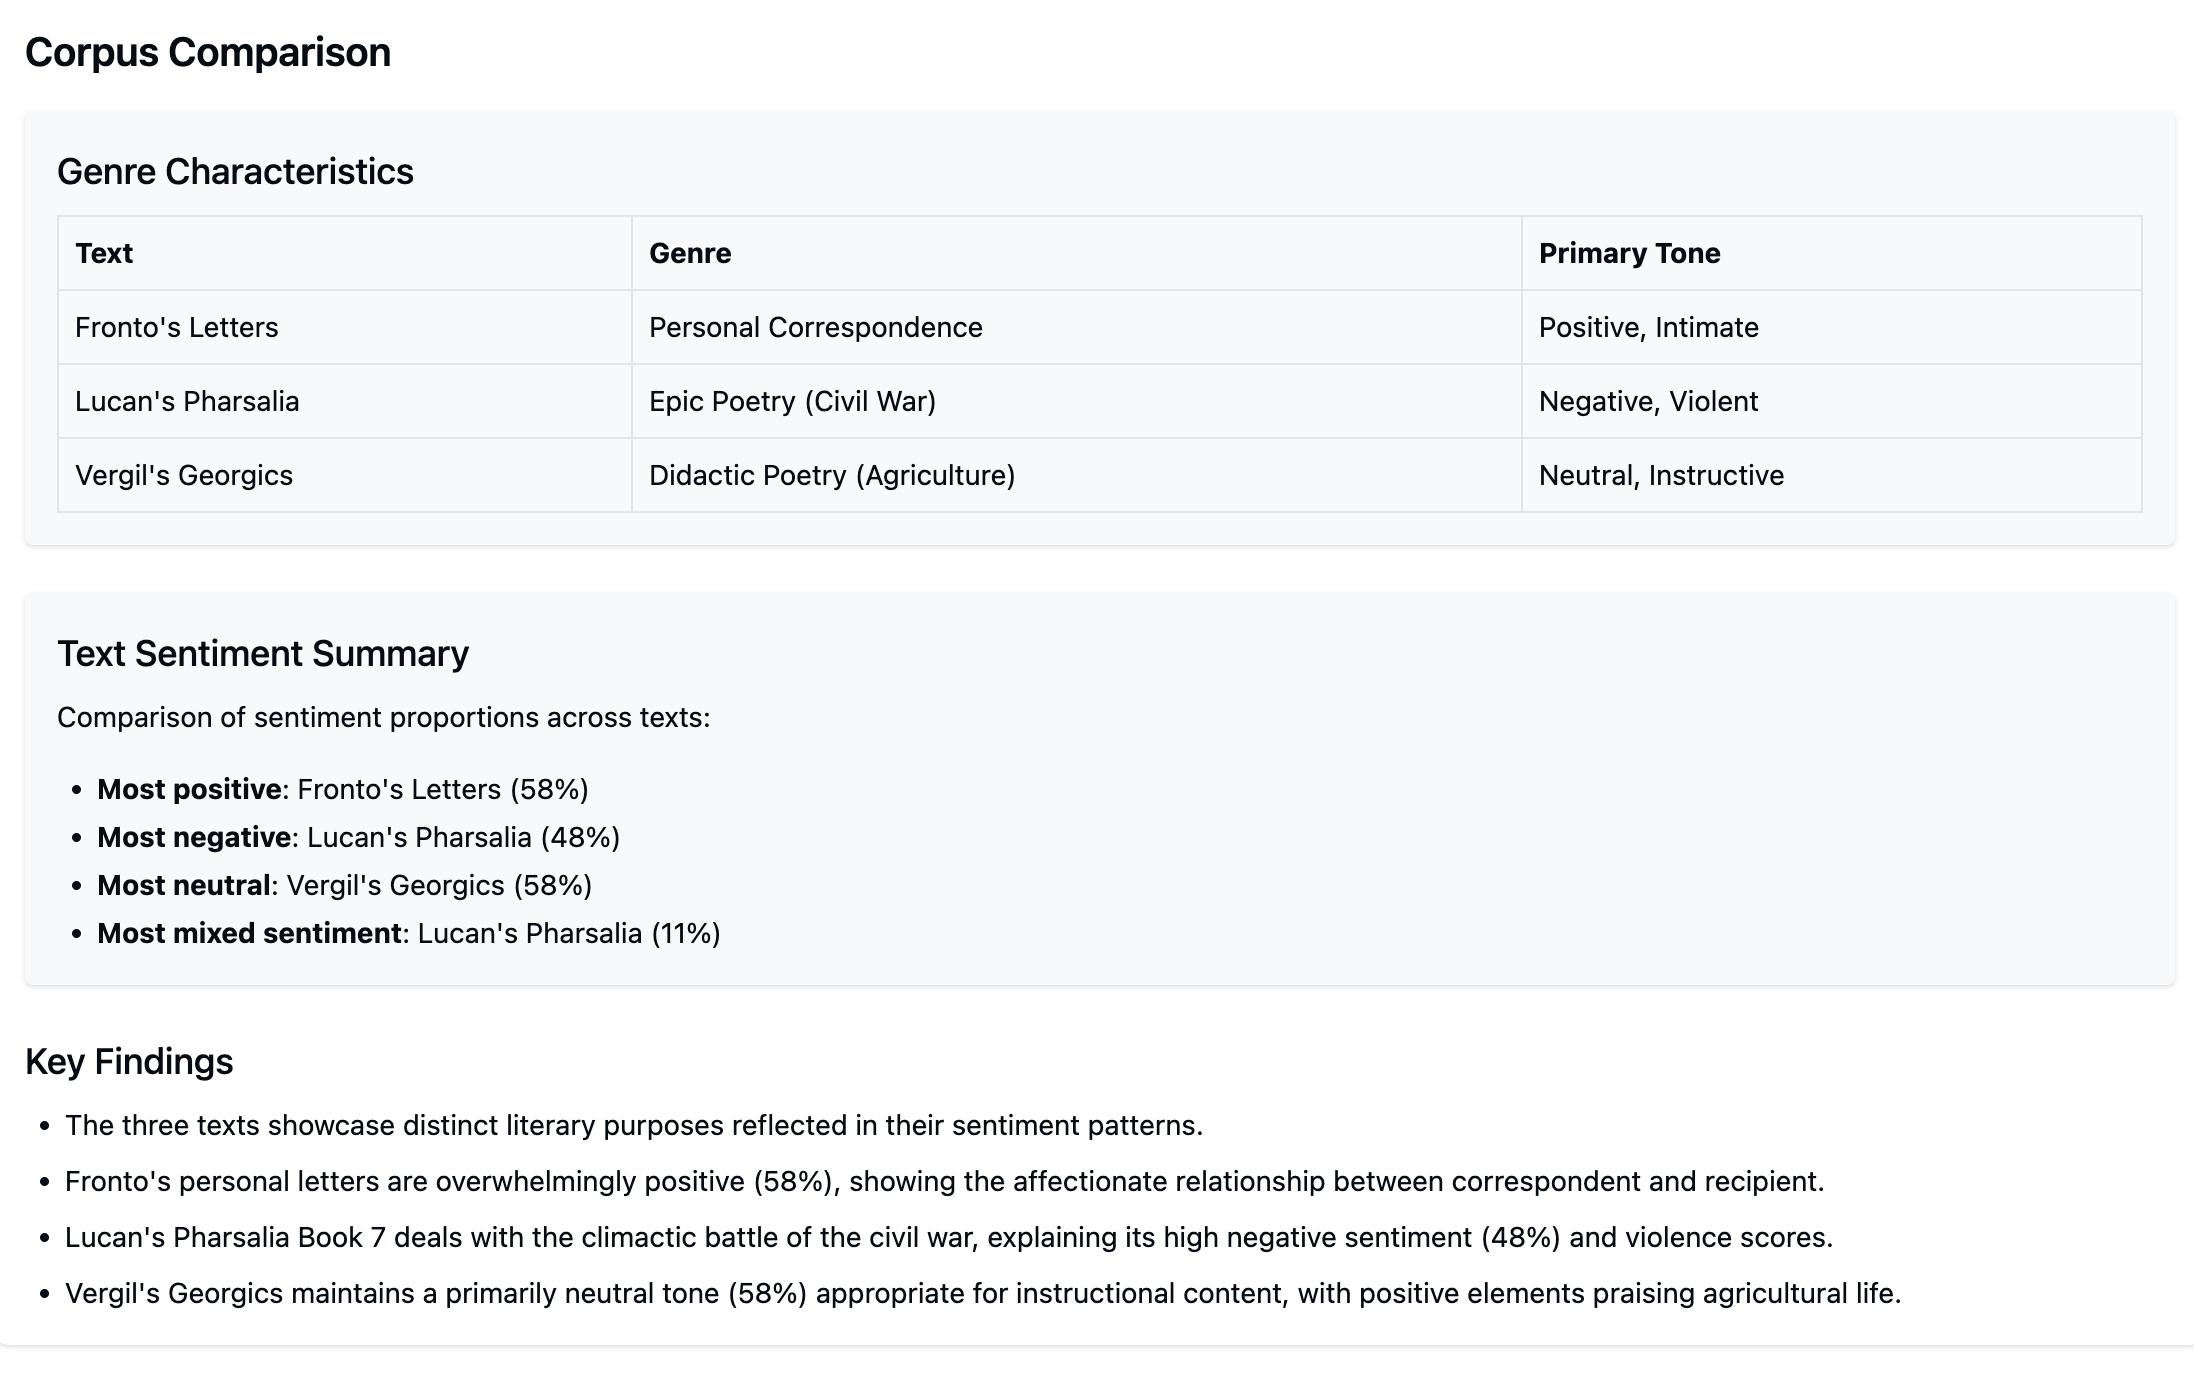 Corpus Comparison
Genre Characteristics
Text Genre Primary Tone
Fronto's Letters Personal Correspondence Positive, Intimate
Lucan's Pharsalia Epic Poetry (Civil War) Negative, Violent
Vergil's Georgics Didactic Poetry (Agriculture) Neutral, Instructive
Text Sentiment Summary
Comparison of sentiment proportions across texts:
• Most positive: Fronto's Letters (58%)
• Most negative: Lucan's Pharsalia (48%)
• Most neutral: Vergil's Georgics (58%)
• Most mixed sentiment: Lucan's Pharsalia (11%)
Key Findings
• The three texts showcase distinct literary purposes reflected in their sentiment patterns.
• Fronto's personal letters are overwhelmingly positive (58%), showing the affectionate relationship between correspondent and recipient.
• Lucan's Pharsalia Book 7 deals with the climactic battle of the civil war, explaining its high negative sentiment (48%) and violence scores.
• Vergil's Georgics maintains a primarily neutral tone (58%) appropriate for instructional content, with positive elements praising agricultural life.